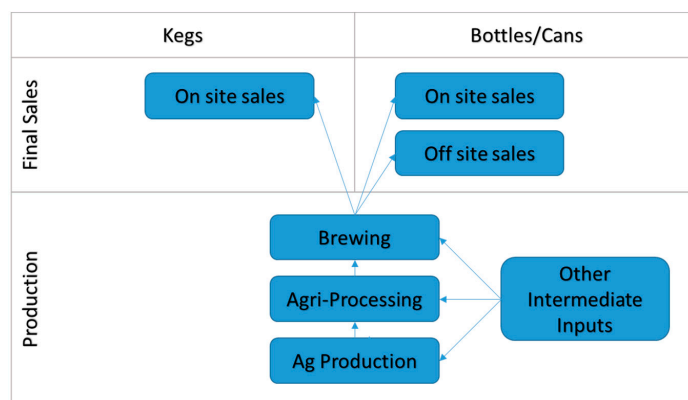 Kegs
Bottles/Cans
Final Sales
On site sales
On site sales
Off site sales
Production
Brewing
Agri-Processing
Ag Production
Other
Intermediate
Inputs